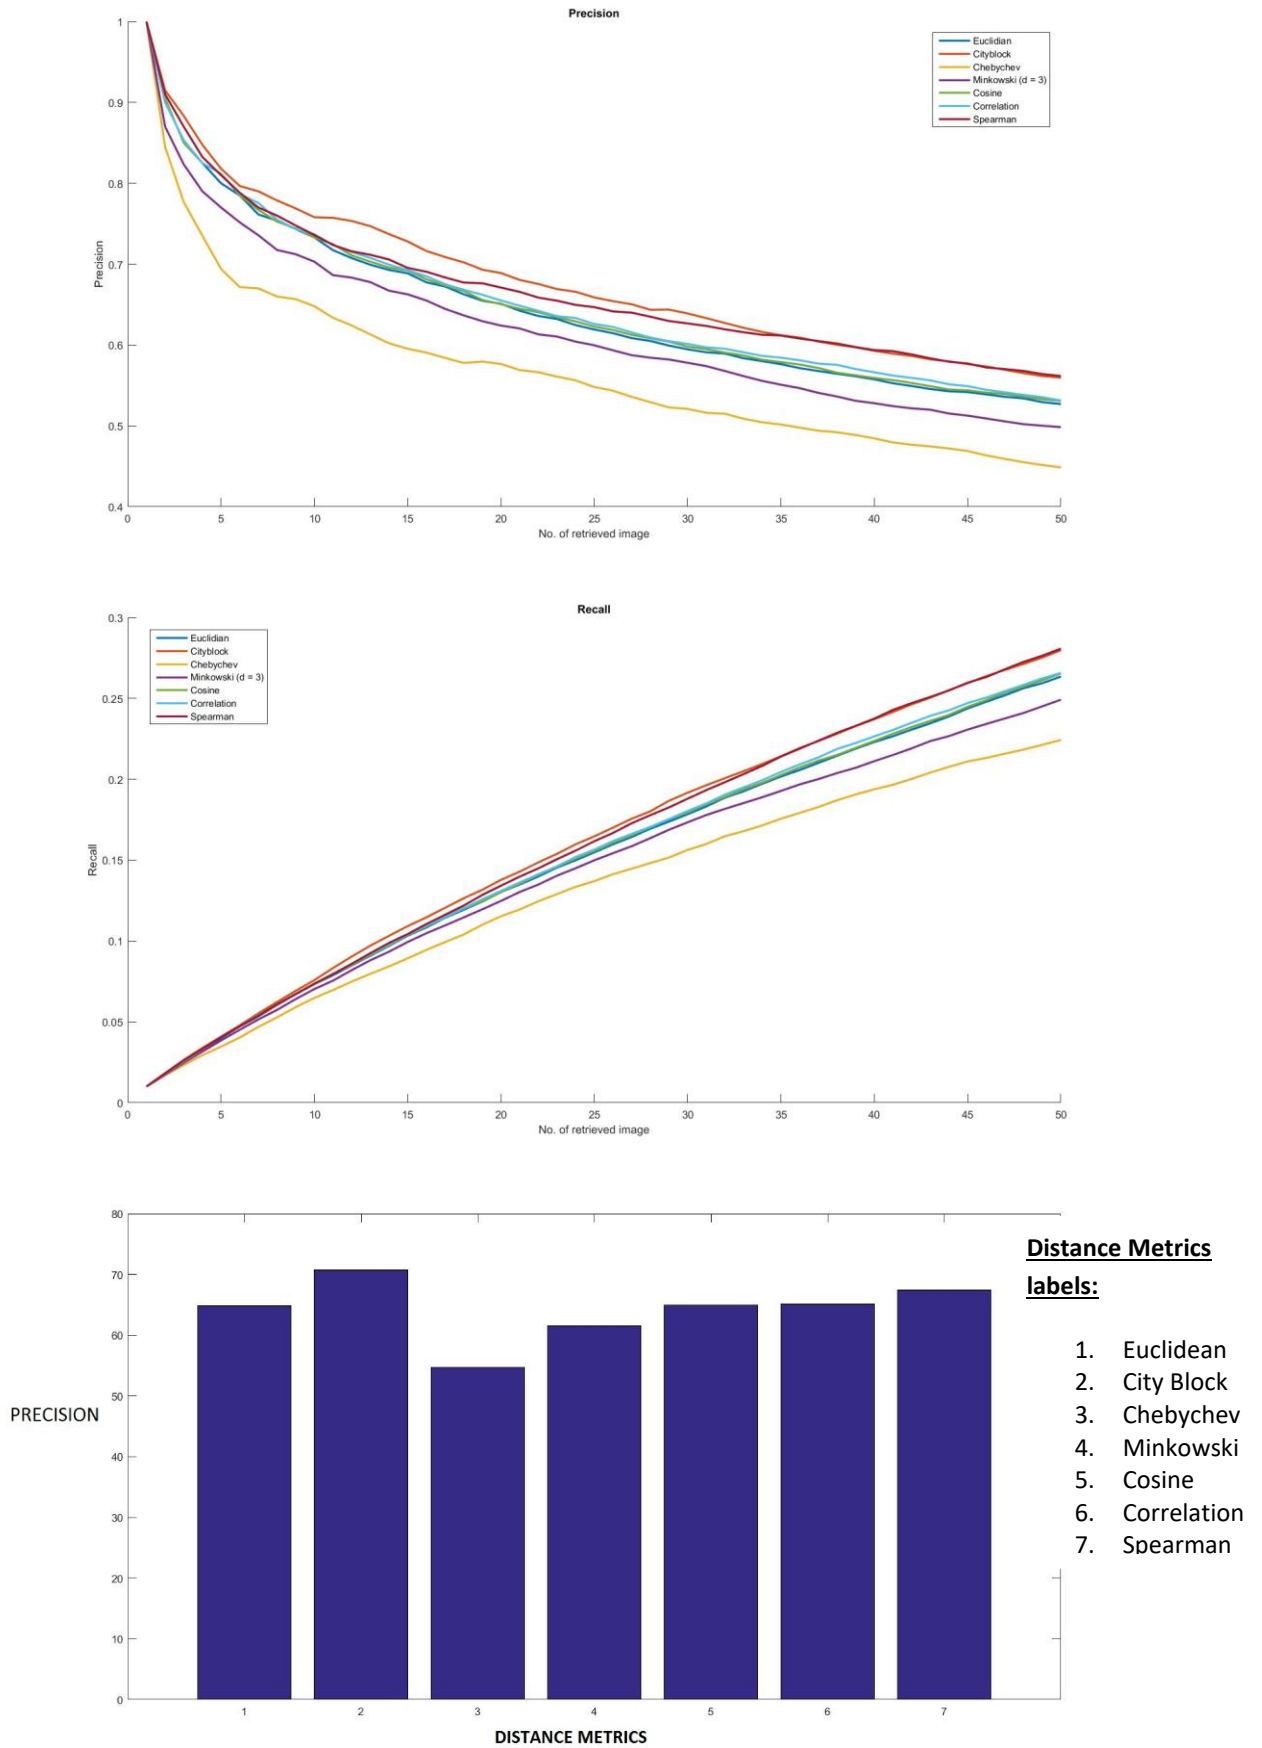 Precision
1
0.9
0.8
0.7
0.6
0.5
0.4
Precision
Euclidian
Cityblock
Chebychev
Minkowski (d = 3)
Cosine
Correlation
Spearman
0 5 10 15 20 25 30 35 40 45 50
No. of retrieved image
Recall
0.3
0.25
0.2
0.15
0.1
0.05
0
Recall
Euclidian
Cityblock
Chebychev
Minkowski (d = 3)
Cosine
Correlation
Spearman
0 5 10 15 20 25 30 35 40 45 50
No. of retrieved image
80
70
60
50
40
30
20
10
0
PRECISION
1 2 3 4 5 6 7
DISTANCE METRICS
Distance Metrics
labels:
1. Euclidean
2. City Block
3. Chebychev
4. Minkowski
5. Cosine
6. Correlation
7. Spearman